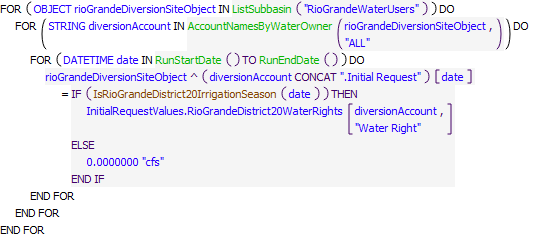 FOR ( OBJECT rioGrandeDiversionSiteObject IN ListSubbasin ( "RioGrandeWaterUsers" ) ) DO
FOR ( STRING diversionAccount IN AccountNamesByWaterOwner ( rioGrandeDiversionSiteObject , ) ) DO
"ALL"
FOR ( DATETIME date IN RunStartDate ( ) TO RunEndDate ( ) ) DO
rioGrandeDiversionSiteObject ^ ( diversionAccount CONCAT ".Initial Request" ) [ date ]
= IF ( IsRioGrandeDistrict20IrrigationSeason ( date ) ) THEN
InitialRequestValues.RioGrandeDistrict20WaterRights [ diversionAccount , ]
"Water Right"
ELSE
0.0000000 "cfs"
END IF
END FOR
END FOR
END FOR